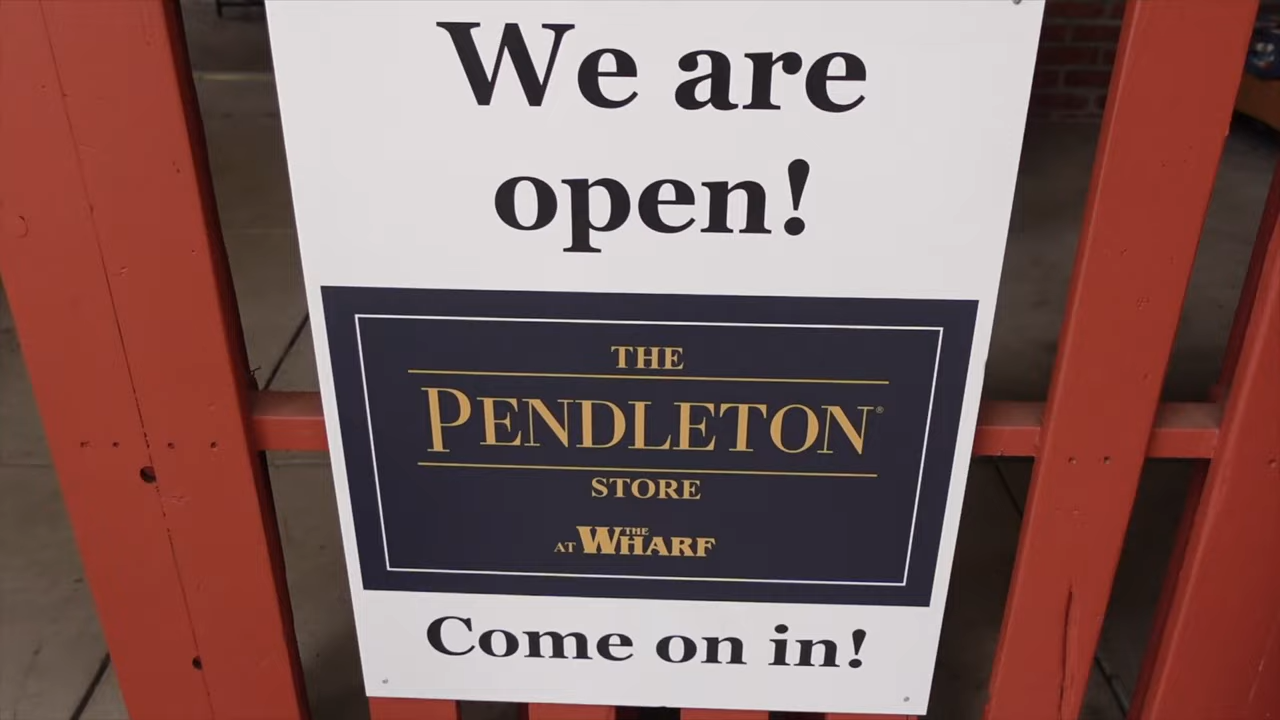 We are
open!
THE
PENDLETON®
STORE
AT THE WHARF
Come on in!